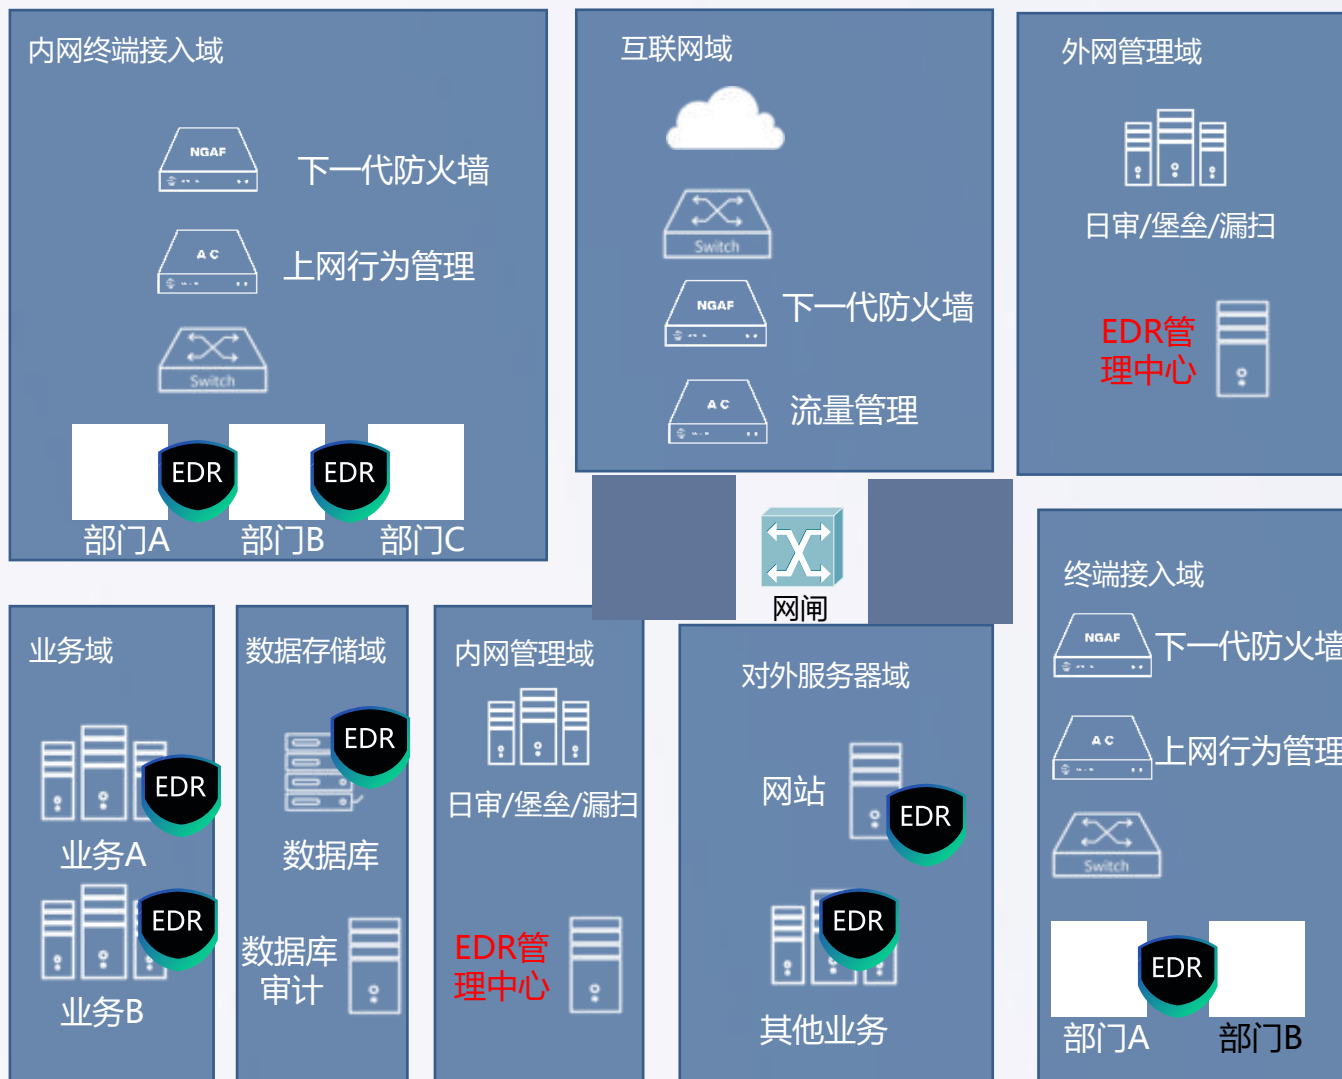 内网终端接入域
NGAF
下一代防火墙
A C
上网行为管理
Switch
EDR
EDR
部门A
部门B
部门C
互联网域
Switch
NGAF
下一代防火墙
A C
流量管理
外网管理域
日审/堡垒/漏扫
EDR管
理中心
网闸
业务域
EDR
业务A
EDR
业务B
数据存储域
EDR
数据库
数据库
审计
内网管理域
日审/堡垒/漏扫
EDR管
理中心
对外服务器域
网站
EDR
EDR
其他业务
终端接入域
NGAF
下一代防火墙
A C
上网行为管理
Switch
EDR
部门A
部门B